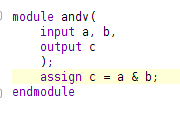 module andv(
    input a, b,
    output c
    );
    assign c = a & b;
endmodule